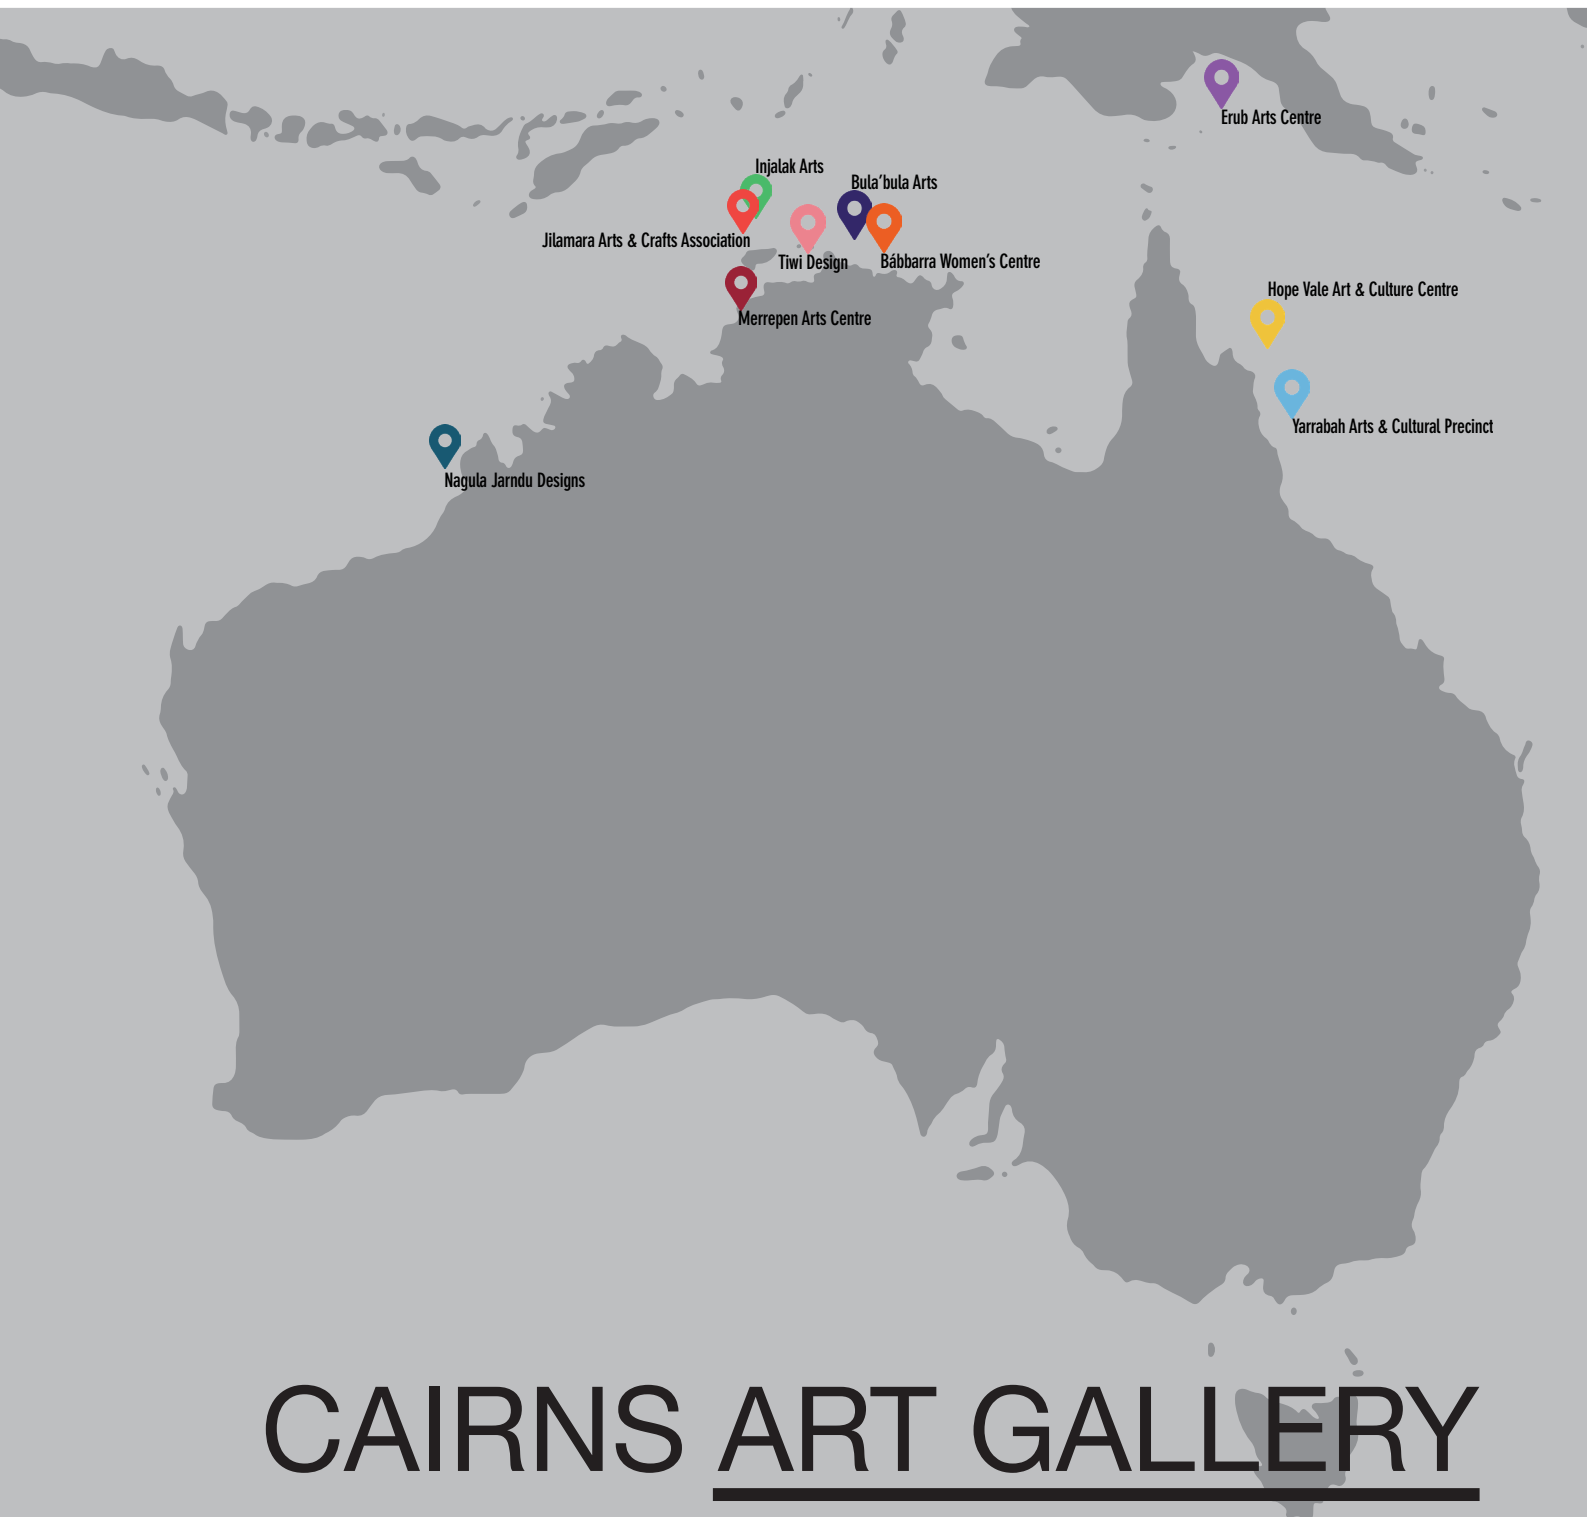 Erub Arts Centre
Injalak Arts
Bula’bula Arts
Jilamara Arts & Crafts Association
Tiwi Design
Bábbarra Women’s Centre
Hope Vale Art & Culture Centre
Merrepen Arts Centre
Yarrabah Arts & Cultural Precinct
Nagula Jarndu Designs
CAIRNS ART GALLERY